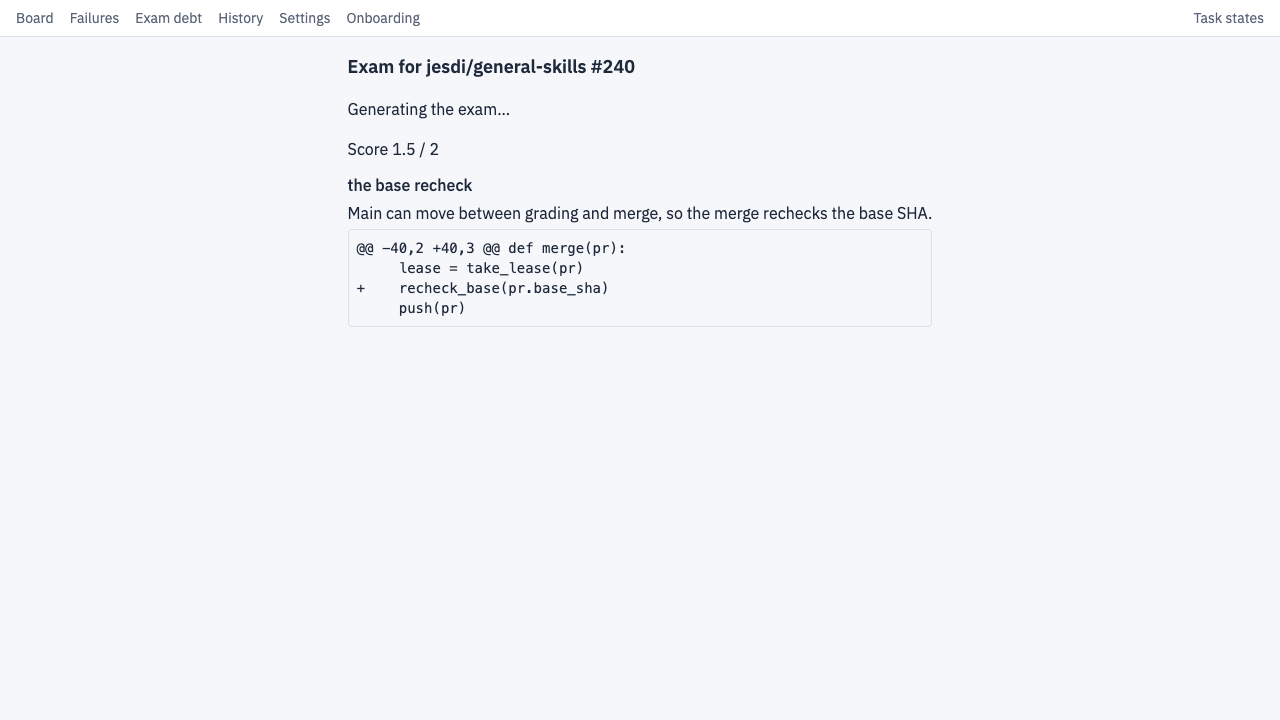 Board Failures Exam debt History Settings Onboarding Task states
Exam for jesdi/general-skills #240
Generating the exam…
Score 1.5 / 2
the base recheck
Main can move between grading and merge, so the merge rechecks the base SHA.
@@ −40,2 +40,3 @@ def merge(pr):
     lease = take_lease(pr)
+    recheck_base(pr.base_sha)
     push(pr)